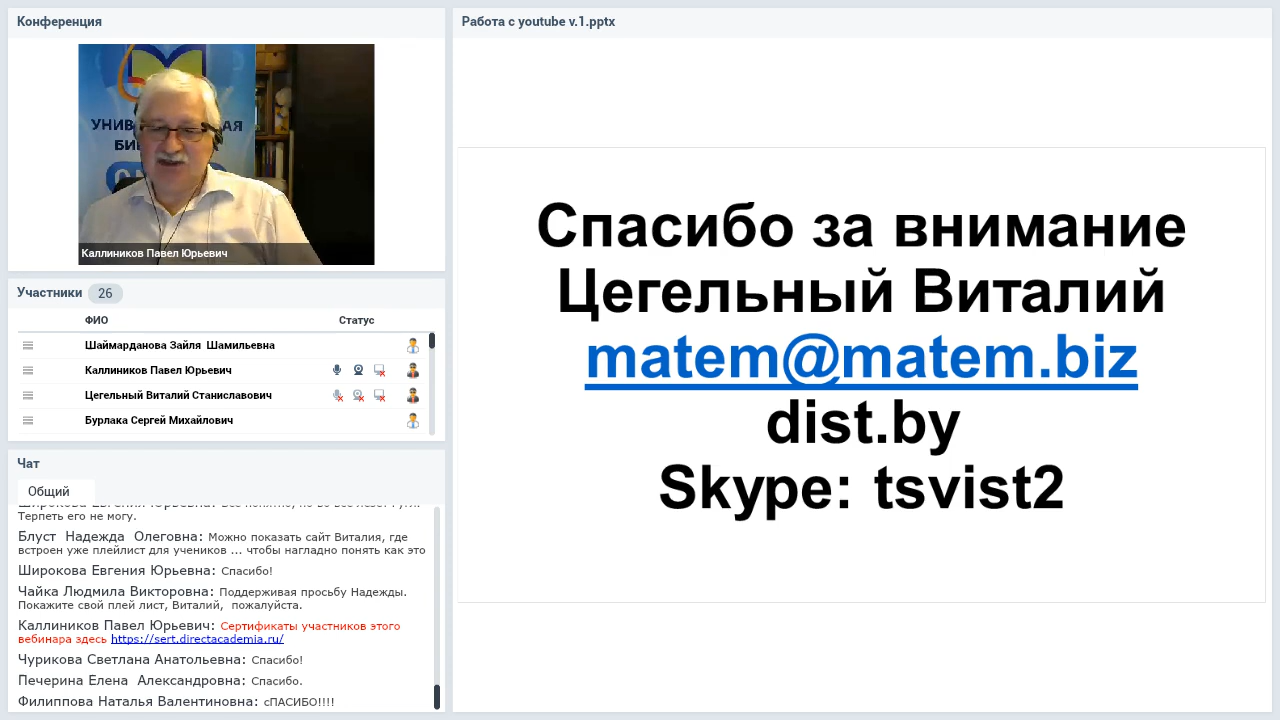 Конференция
УНИВ
АЯ
БИ
Каллиников Павел Юрьевич
Участники 26
ФИО Статус
Шаймарданова Зайля Шамильевна
Каллиников Павел Юрьевич
Цегельный Виталий Станиславович
Бурлака Сергей Михайлович
Чат
Общий
Терпеть его не могу.
Блуст Надежда Олеговна: Можно показать сайт Виталия, где
встроен уже плейлист для учеников ... чтобы нагладно понять как это
Широкова Евгения Юрьевна: Спасибо!
Чайка Людмила Викторовна: Поддерживая просьбу Надежды.
Покажите свой плей лист, Виталий, пожалуйста.
Каллиников Павел Юрьевич: Сертификаты участников этого
вебинара здесь https://sert.directacademia.ru/
Чурикова Светлана Анатольевна: Спасибо!
Печерина Елена Александровна: Спасибо.
Филиппова Наталья Валентиновна: сПАСИБО!!!!
Работа с youtube v.1.pptx
Спасибо за внимание
Цегельный Виталий
matem@matem.biz
dist.by
Skype: tsvist2